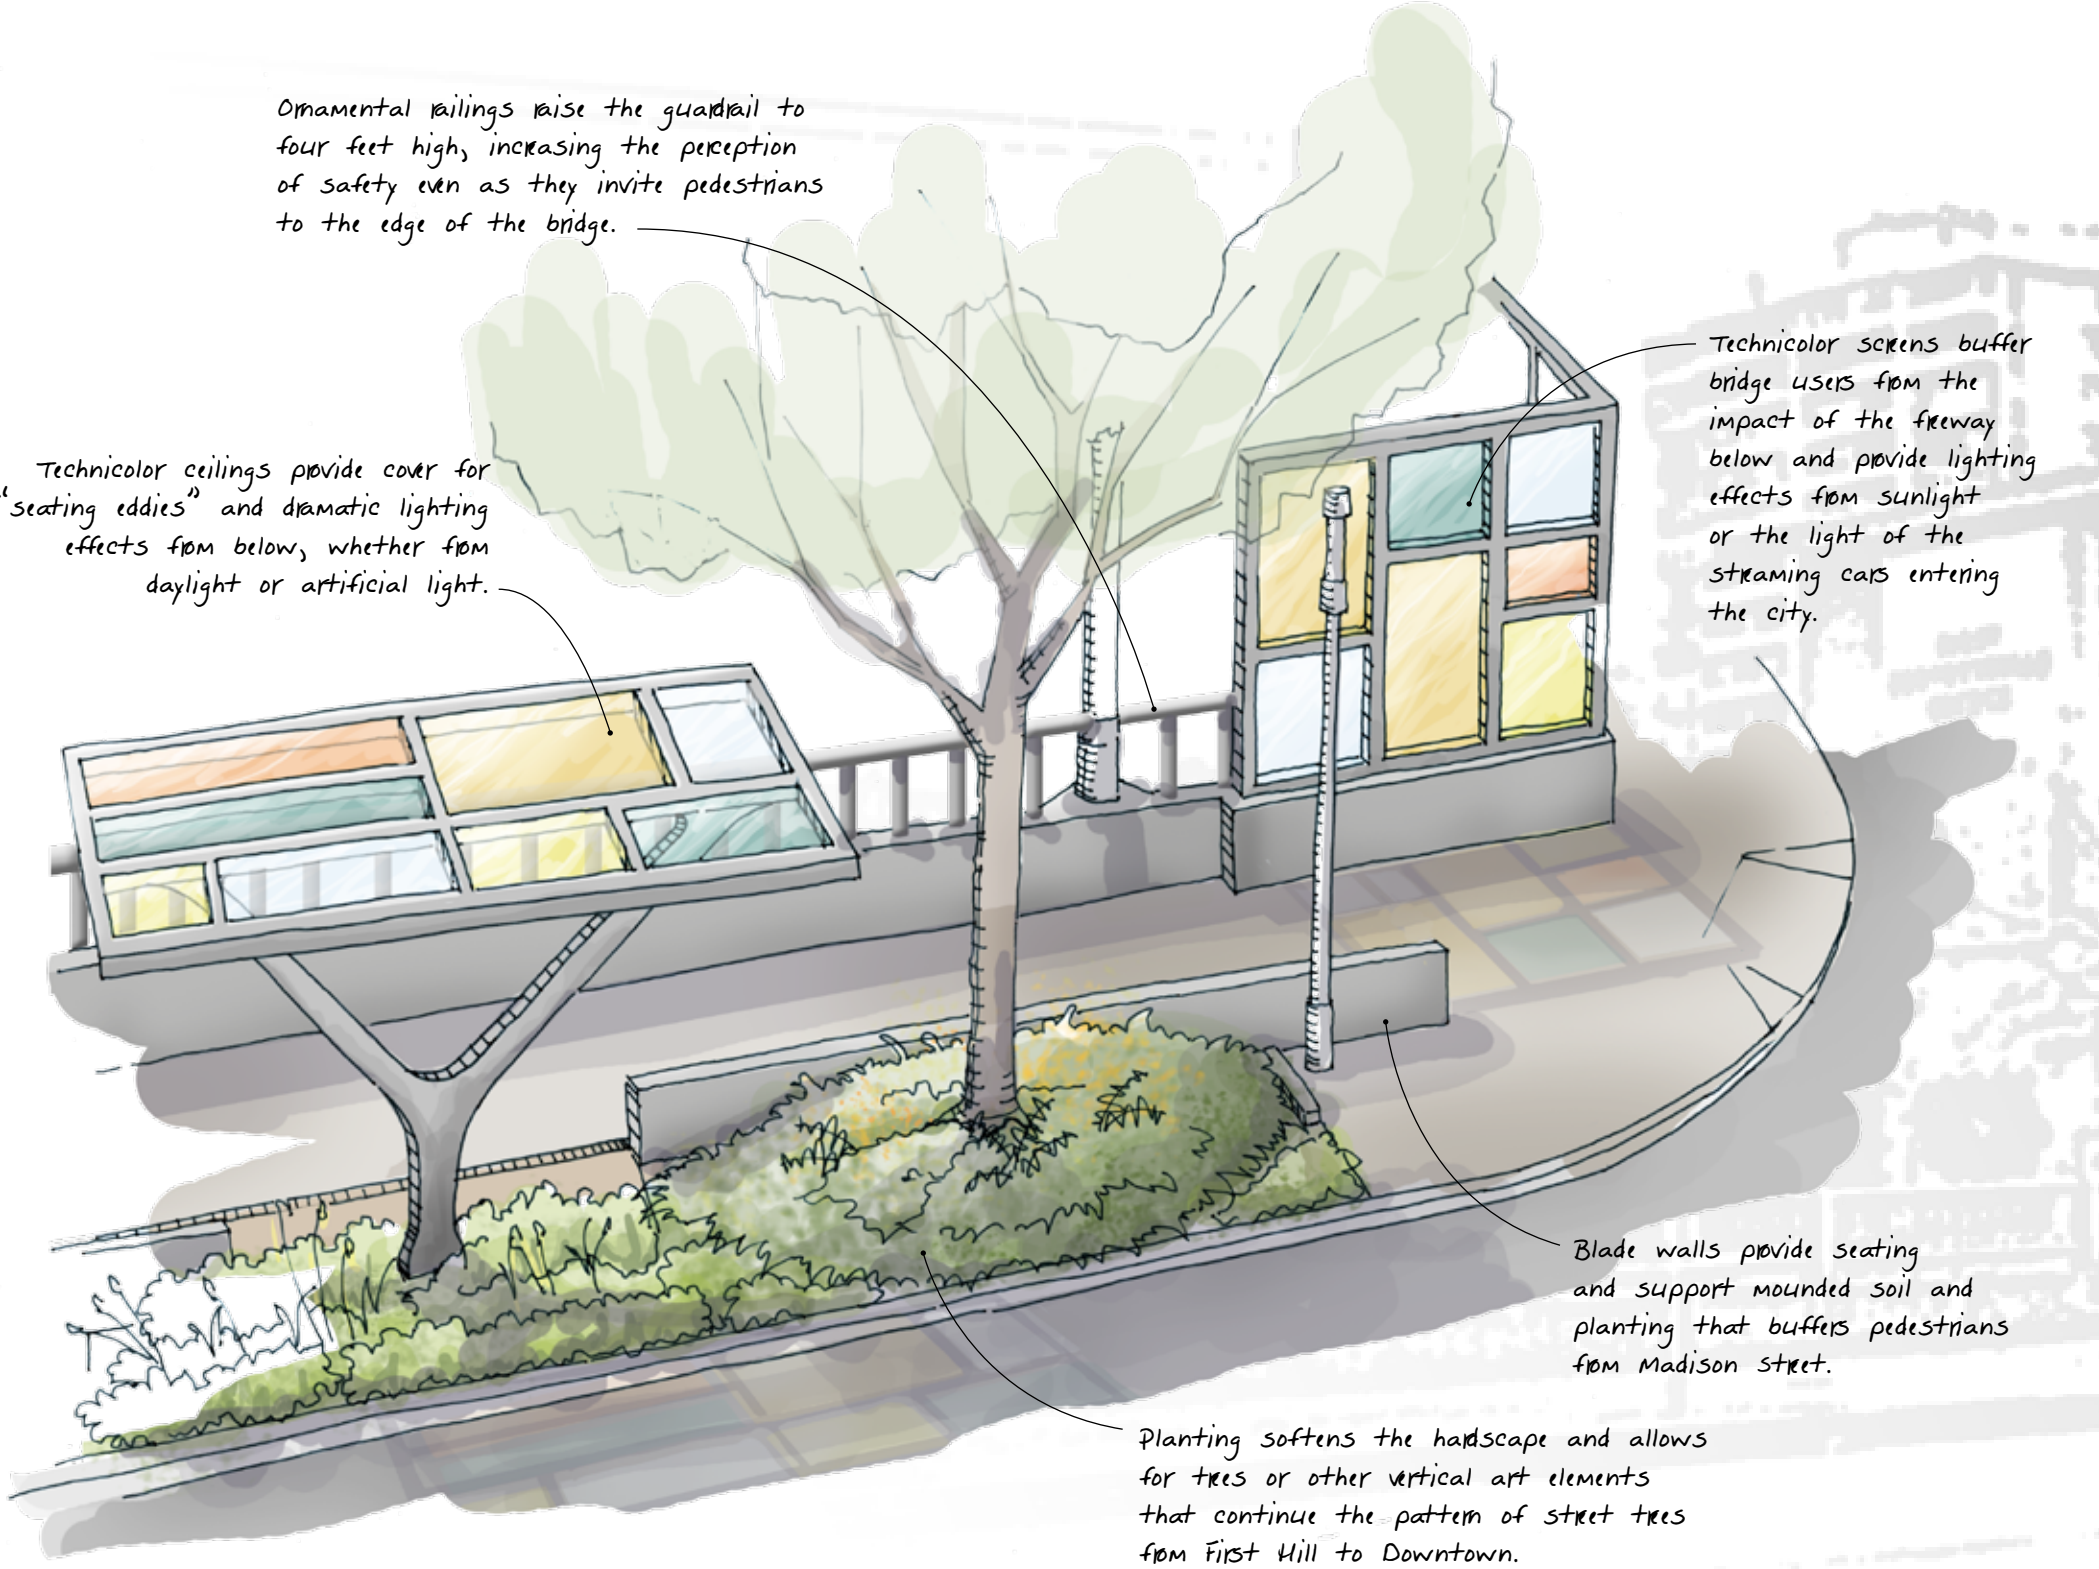 Ornamental railings raise the guardrail to
four feet high, increasing the perception
of safety even as they invite pedestrians
to the edge of the bridge.
Technicolor screens buffer
bridge users from the
impact of the freeway
below and provide lighting
effects from sunlight
or the light of the
streaming cars entering
the city.
Technicolor ceilings provide cover for
"seating eddies" and dramatic lighting
effects from below, whether from
daylight or artificial light.
Blade walls provide seating
and support mounded soil and
planting that buffers pedestrians
from Madison Street.
Planting softens the hardscape and allows
for trees or other vertical art elements
that continue the pattern of street trees
from First Hill to Downtown.